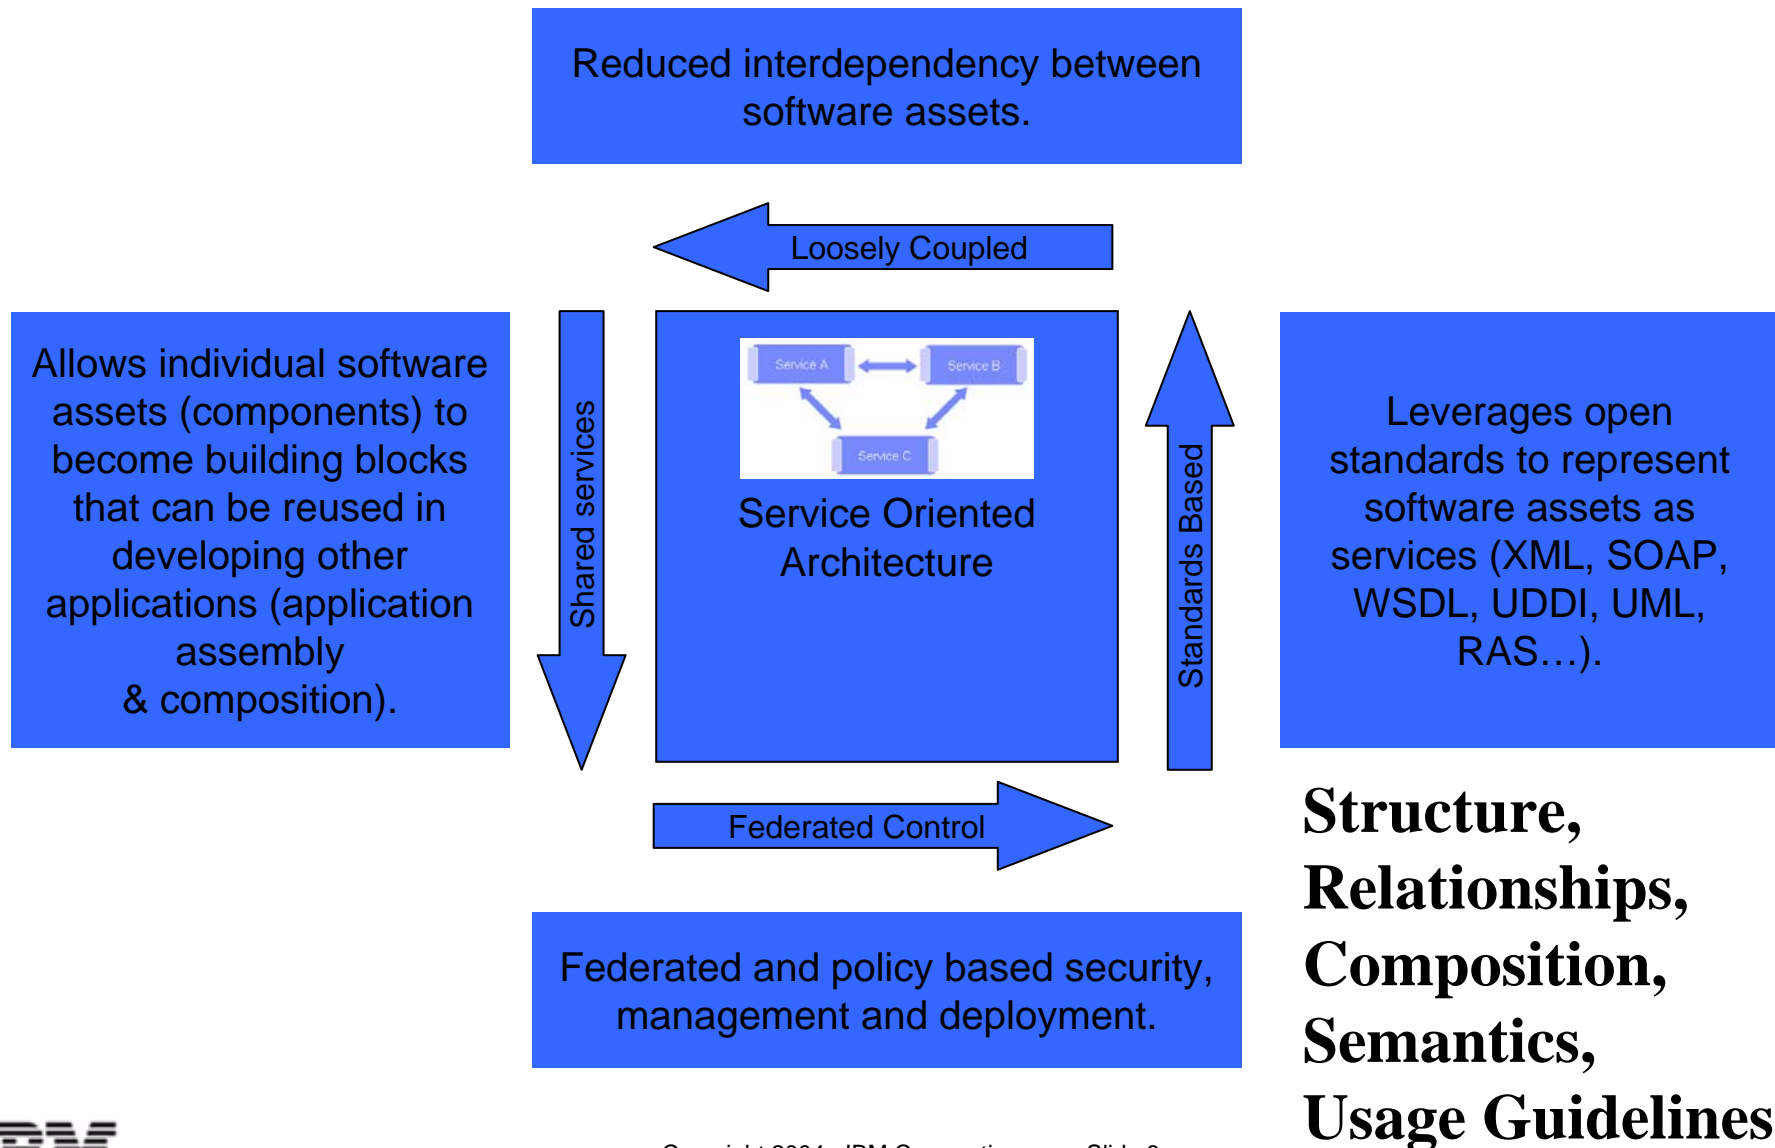 Reduced interdependency between
software assets.
Loosely Coupled
Allows individual software
assets (components) to
become building blocks
that can be reused in
developing other
applications (application
assembly
& composition).
Shared services
Service A
Service B
Service C
Service Oriented
Architecture
Standards Based
Leverages open
standards to represent
software assets as
services (XML, SOAP,
WSDL, UDDI, UML,
RAS…).
Federated Control
Federated and policy based security,
management and deployment.
Structure,
Relationships,
Composition,
Semantics,
Usage Guidelines
IBM